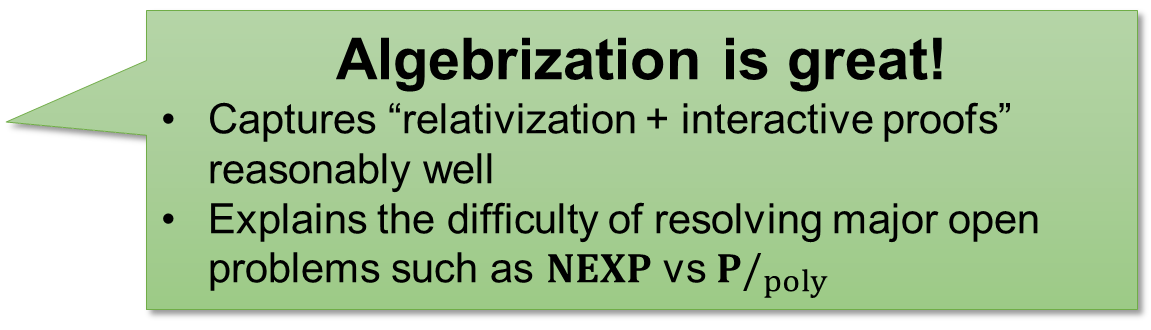 Algebrization is great!
• Captures “relativization + interactive proofs”
reasonably well
• Explains the difficulty of resolving major open
problems such as NEXP vs P/poly